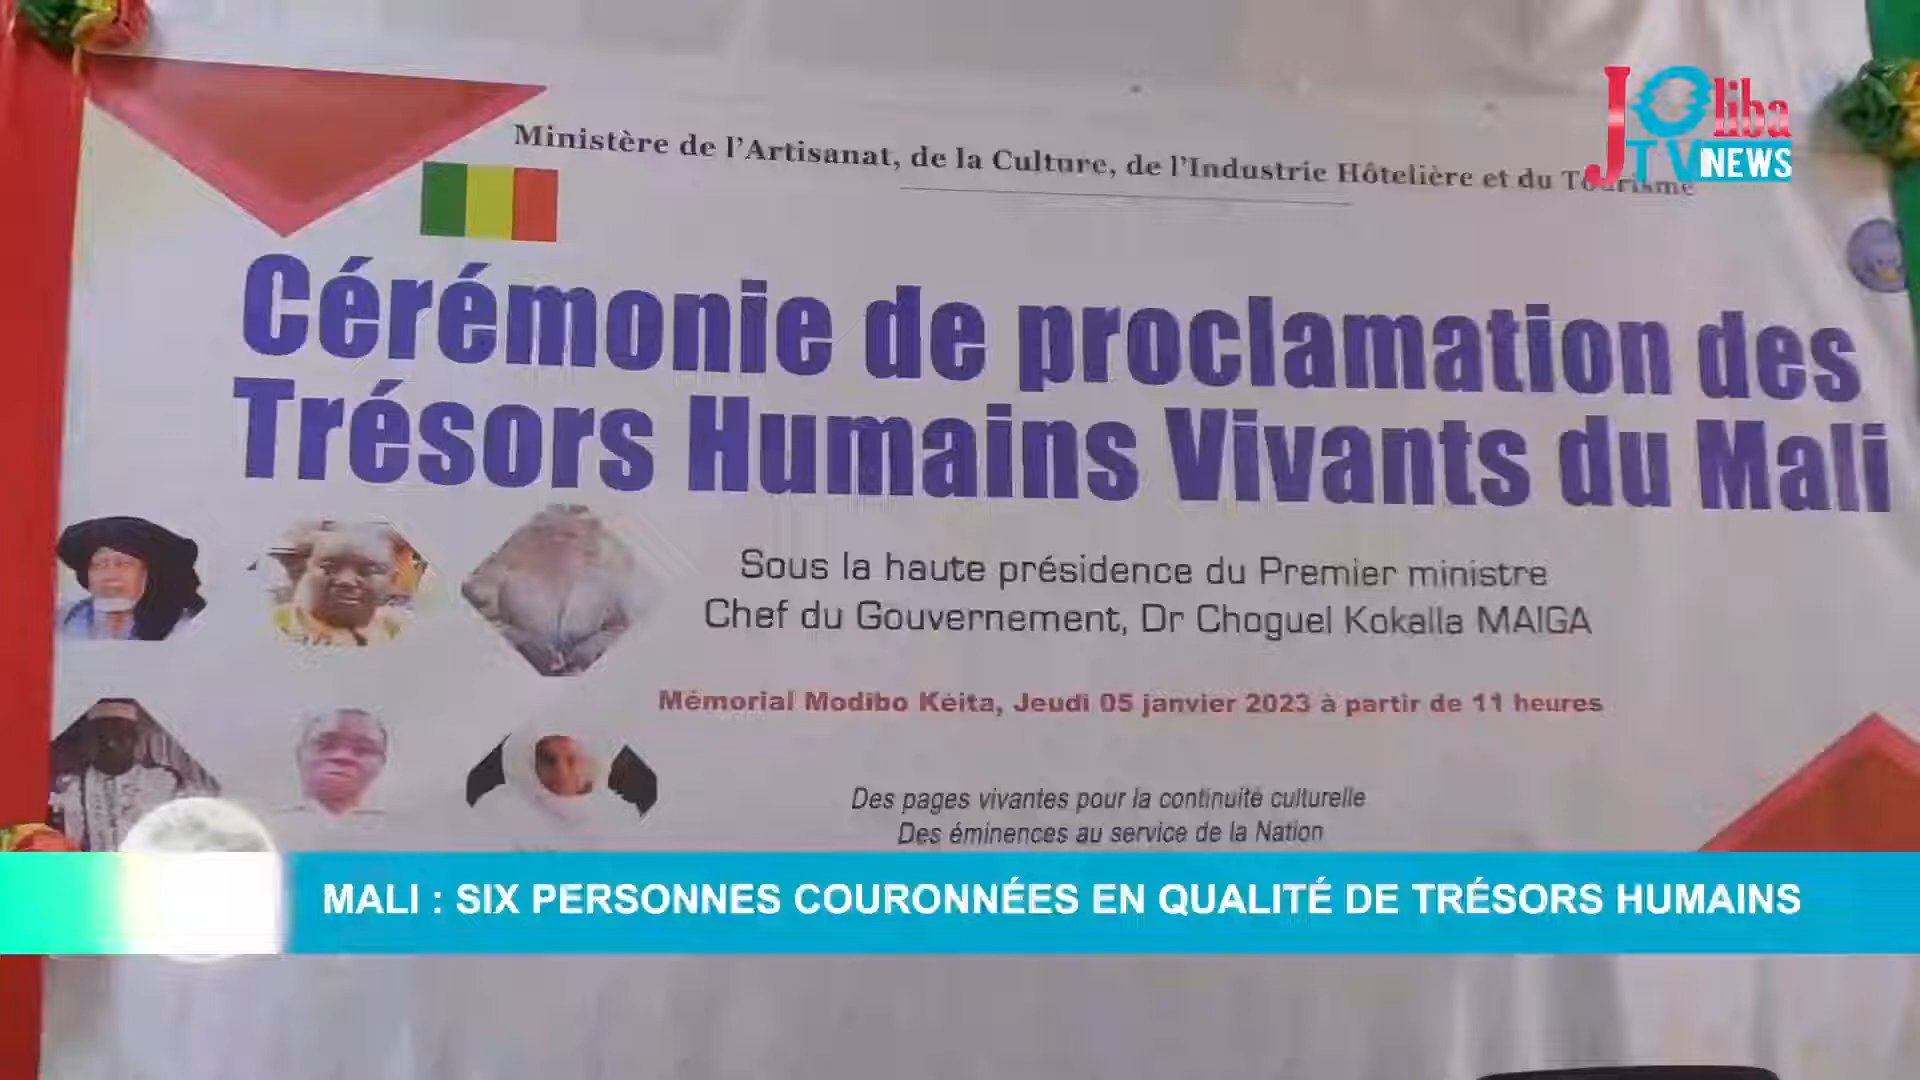 Joliba
TV NEWS
Ministère de l'Artisanat, de la Culture, de l'Industrie Hôtelière et du Tourisme
Cérémonie de proclamation des
Trésors Humains Vivants du Mali
Sous la haute présidence du Premier ministre
Chef du Gouvernement, Dr Choguel Kokalla MAIGA
Mémorial Modibo Kéita, Jeudi 05 janvier 2023 à partir de 11 heures
Des pages vivantes pour la continuité culturelle
Des éminences au service de la Nation
MALI : SIX PERSONNES COURONNÉES EN QUALITÉ DE TRÉSORS HUMAINS